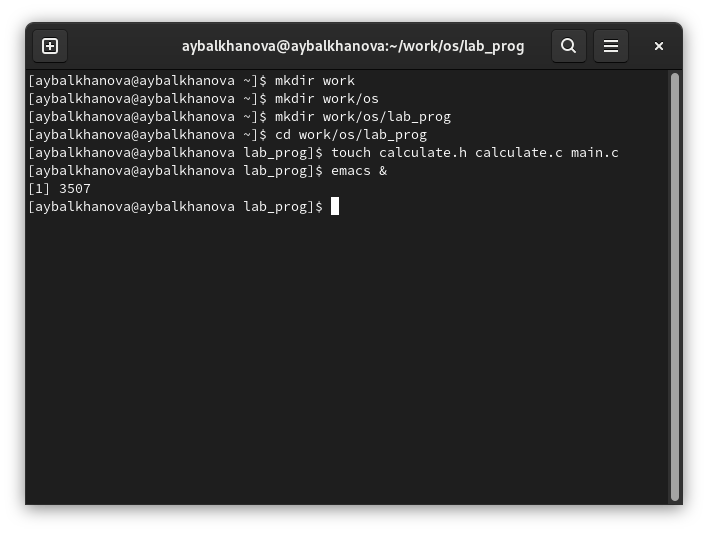 aybalkhanova@aybalkhanova:~/work/os/lab_prog
[aybalkhanova@aybalkhanova ~]$ mkdir work
[aybalkhanova@aybalkhanova ~]$ mkdir work/os
[aybalkhanova@aybalkhanova ~]$ mkdir work/os/lab_prog
[aybalkhanova@aybalkhanova ~]$ cd work/os/lab_prog
[aybalkhanova@aybalkhanova lab_prog]$ touch calculate.h calculate.c main.c
[aybalkhanova@aybalkhanova lab_prog]$ emacs &
[1] 3507
[aybalkhanova@aybalkhanova lab_prog]$